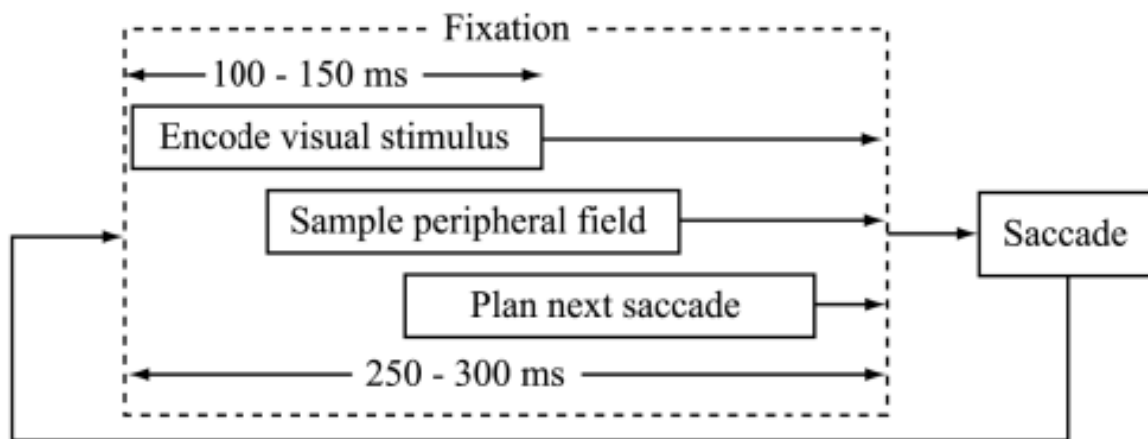 Fixation
100 - 150 ms
Encode visual stimulus
Sample peripheral field
Saccade
Plan next saccade
250 - 300 ms